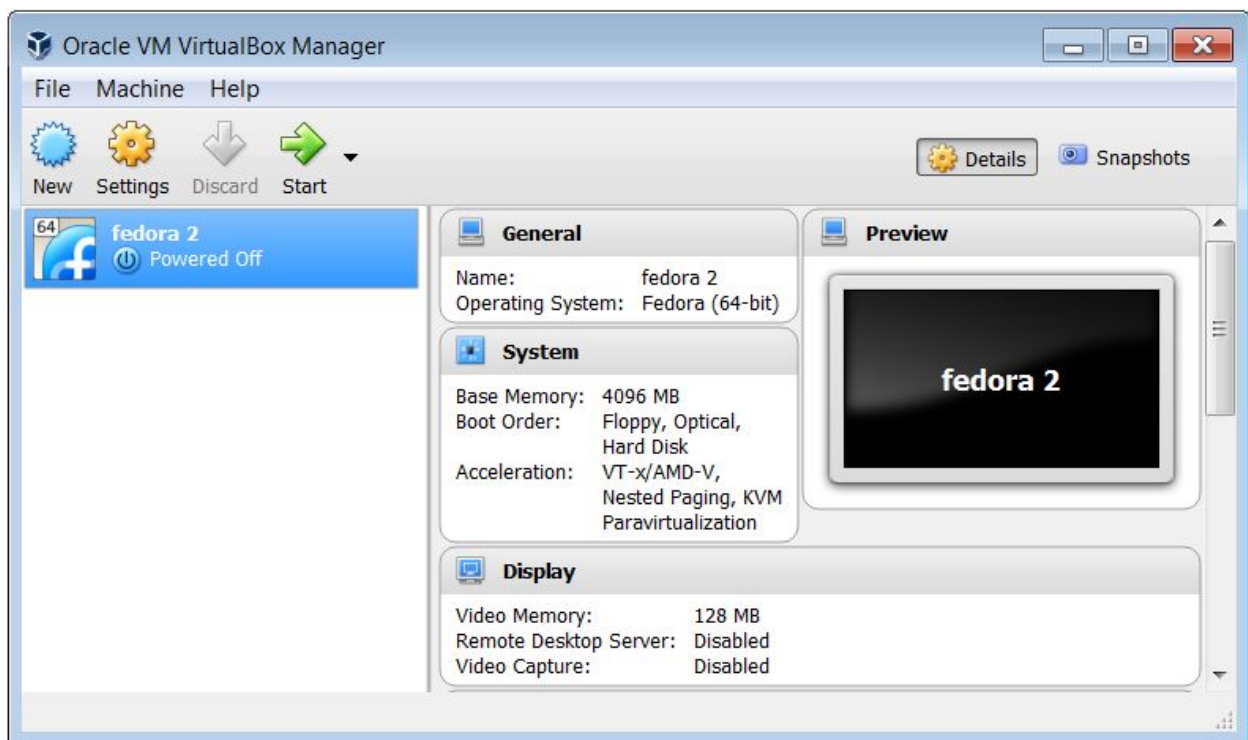 Oracle VM VirtualBox Manager
File Machine Help
New Settings Discard Start
Details Snapshots
64
fedora 2
Powered Off
General
Name: fedora 2
Operating System: Fedora (64-bit)
System
Base Memory: 4096 MB
Boot Order: Floppy, Optical,
Hard Disk
Acceleration: VT-x/AMD-V,
Nested Paging, KVM
Paravirtualization
Preview
fedora 2
Display
Video Memory: 128 MB
Remote Desktop Server: Disabled
Video Capture: Disabled